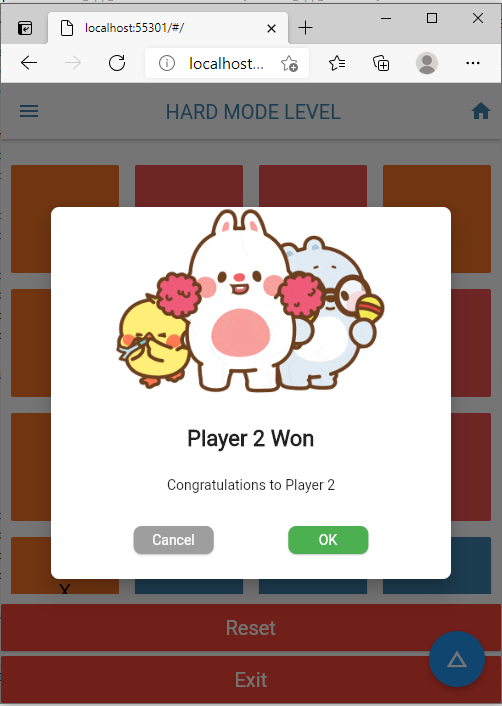 localhost:55301/#/
localhost...
HARD MODE LEVEL
Player 2 Won
Congratulations to Player 2
Cancel
OK
X
Reset
Exit